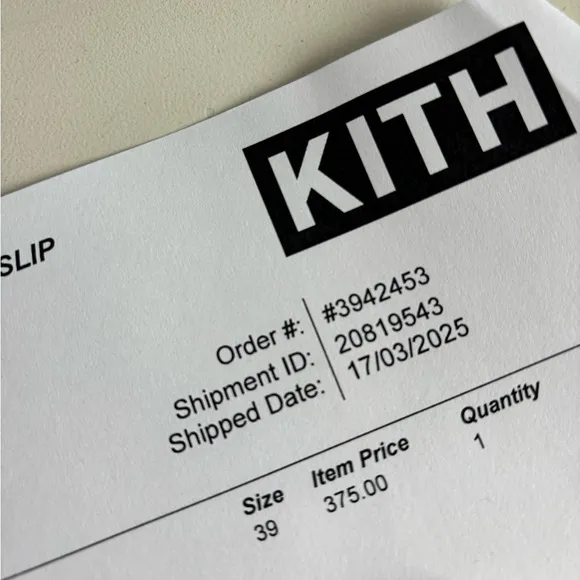 KITH
SLIP
Order #: #3942453
Shipment ID: 20819543
Shipped Date: 17/03/2025
Size Item Price Quantity
39 375.00 1